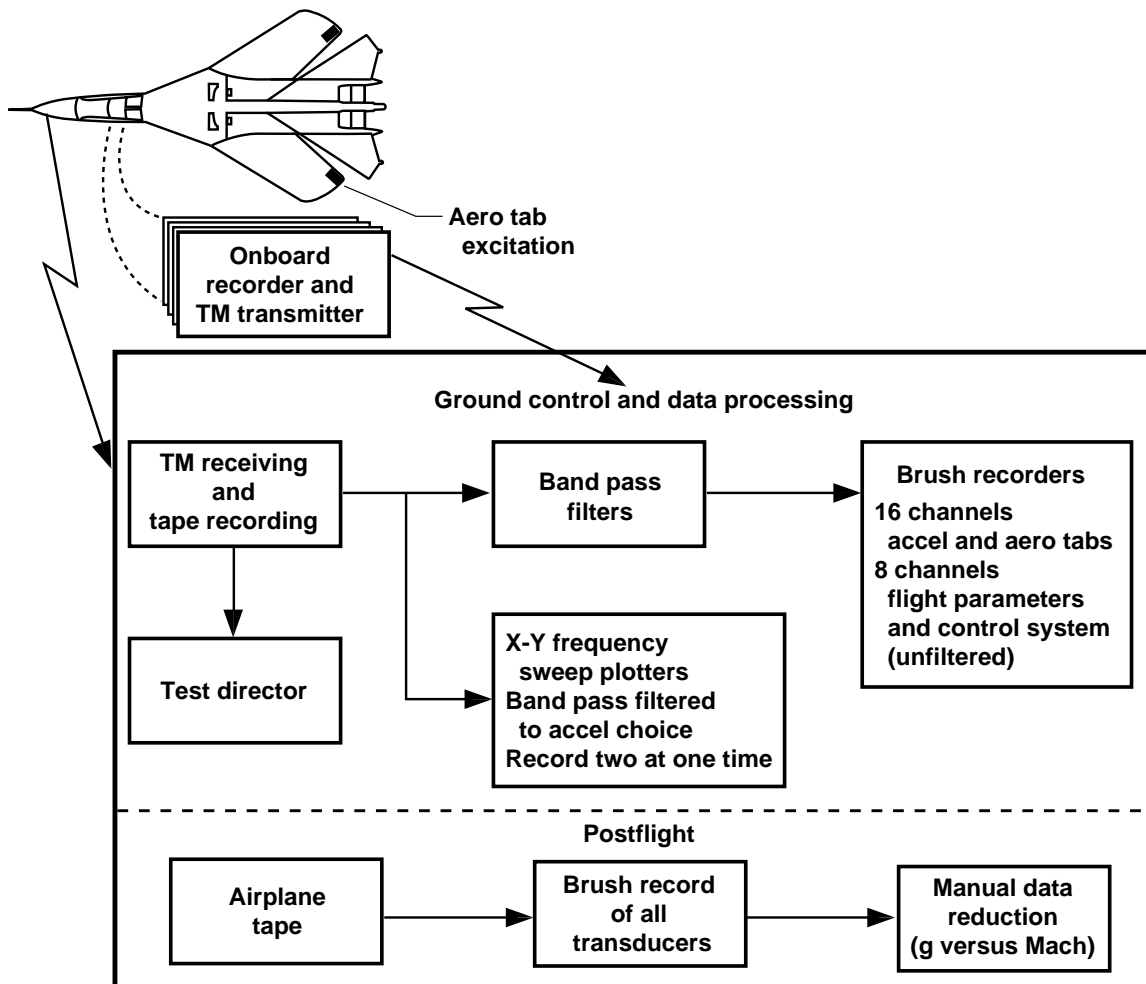 Aero tab
excitation
Onboard
recorder and
TM transmitter
Ground control and data processing
TM receiving
and
tape recording
Band pass
filters
Brush recorders
16 channels
accel and aero tabs
8 channels
flight parameters
and control system
(unfiltered)
Test director
X-Y frequency
sweep plotters
Band pass filtered
to accel choice
Record two at one time
Postflight
Airplane
tape
Brush record
of all
transducers
Manual data
reduction
(g versus Mach)